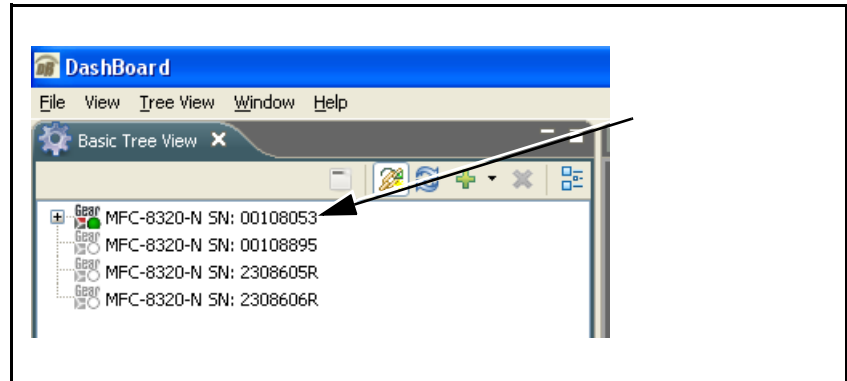 DashBoard
File View Tree View Window Help
Basic Tree View
Gear MFC-8320-N SN: 00108053
Gear MFC-8320-N SN: 00108895
Gear MFC-8320-N SN: 2308605R
Gear MFC-8320-N SN: 2308606R